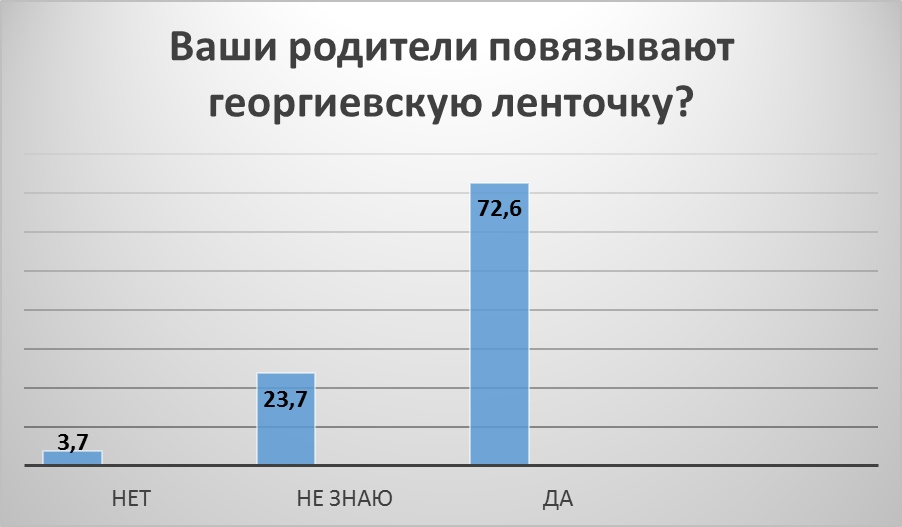 Ваши родители повязывают
георгиевскую ленточку?
72,6
23,7
3,7
НЕТ
НЕ ЗНАЮ
ДА